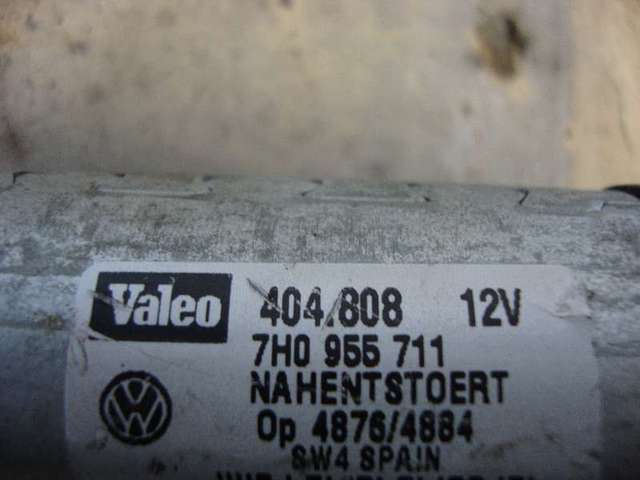 Valeo 404.808 12V
7H0 955 711
NAHENTSTOERT
Op 4876/4884
SW4 SPAIN